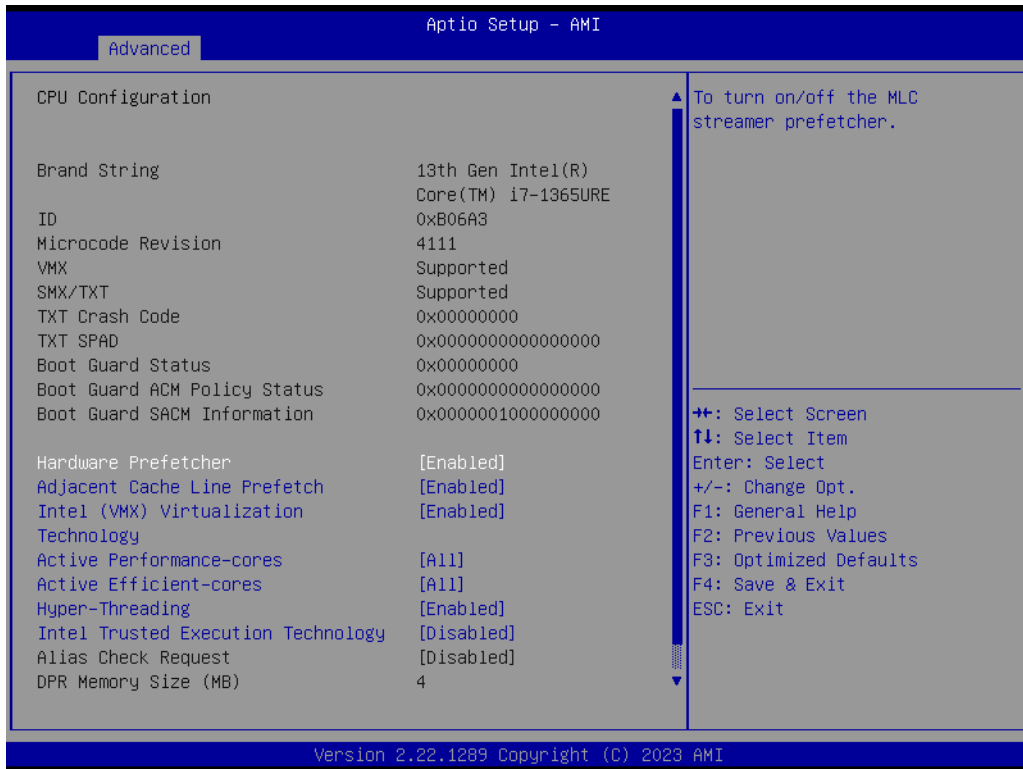 Aptio Setup - AMI
Advanced
CPU Configuration
Brand String 13th Gen Intel(R)
Core(TM) i7-1365URE
ID 0xB06A3
Microcode Revision 4111
VMX Supported
SMX/TXT Supported
TXT Crash Code 0x00000000
TXT SPAD 0x0000000000000000
Boot Guard Status 0x00000000
Boot Guard ACM Policy Status 0x0000000000000000
Boot Guard SACM Information 0x0000001000000000
Hardware Prefetcher [Enabled]
Adjacent Cache Line Prefetch [Enabled]
Intel (VMX) Virtualization [Enabled]
Technology
Active Performance-cores [All]
Active Efficient-cores [All]
Hyper-Threading [Enabled]
Intel Trusted Execution Technology [Disabled]
Alias Check Request [Disabled]
DPR Memory Size (MB) 4
To turn on/off the MLC
streamer prefetcher.
→←: Select Screen
↑↓: Select Item
Enter: Select
+/-: Change Opt.
F1: General Help
F2: Previous Values
F3: Optimized Defaults
F4: Save & Exit
ESC: Exit
Version 2.22.1289 Copyright (C) 2023 AMI